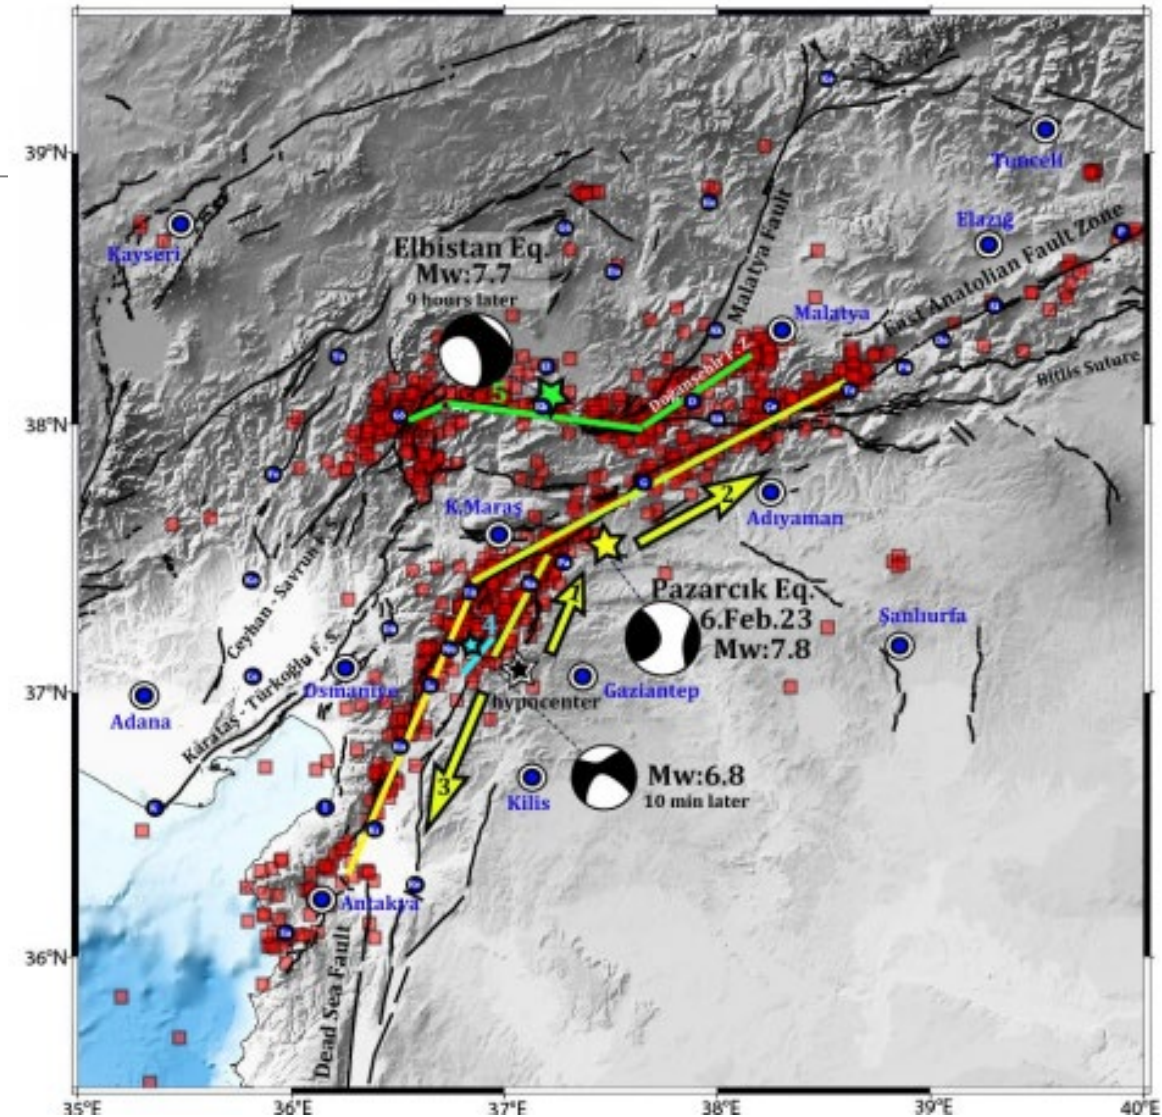 39°N
38°N
37°N
36°N
35°E
36°E
37°E
38°E
39°E
40°E
Tunceli
Elazığ
Kayseri
Elbistan Eq.
Mw:7.7
9 hours later
Malatya Fault
East Anatolian Fault Zone
Malatya
Bitlis Suture
Doğanşehir F. Z.
5
K.Maraş
2
Adıyaman
Pazarcık Eq.
6.Feb.23
Mw:7.8
Şanlıurfa
1
4
Ceyhan - Savrun F.
Karataş - Türkoğlu F. S.
Osmaniye
Adana
Gaziantep
hypocenter
3
Kilis
Mw:6.8
10 min later
Antakya
Dead Sea Fault